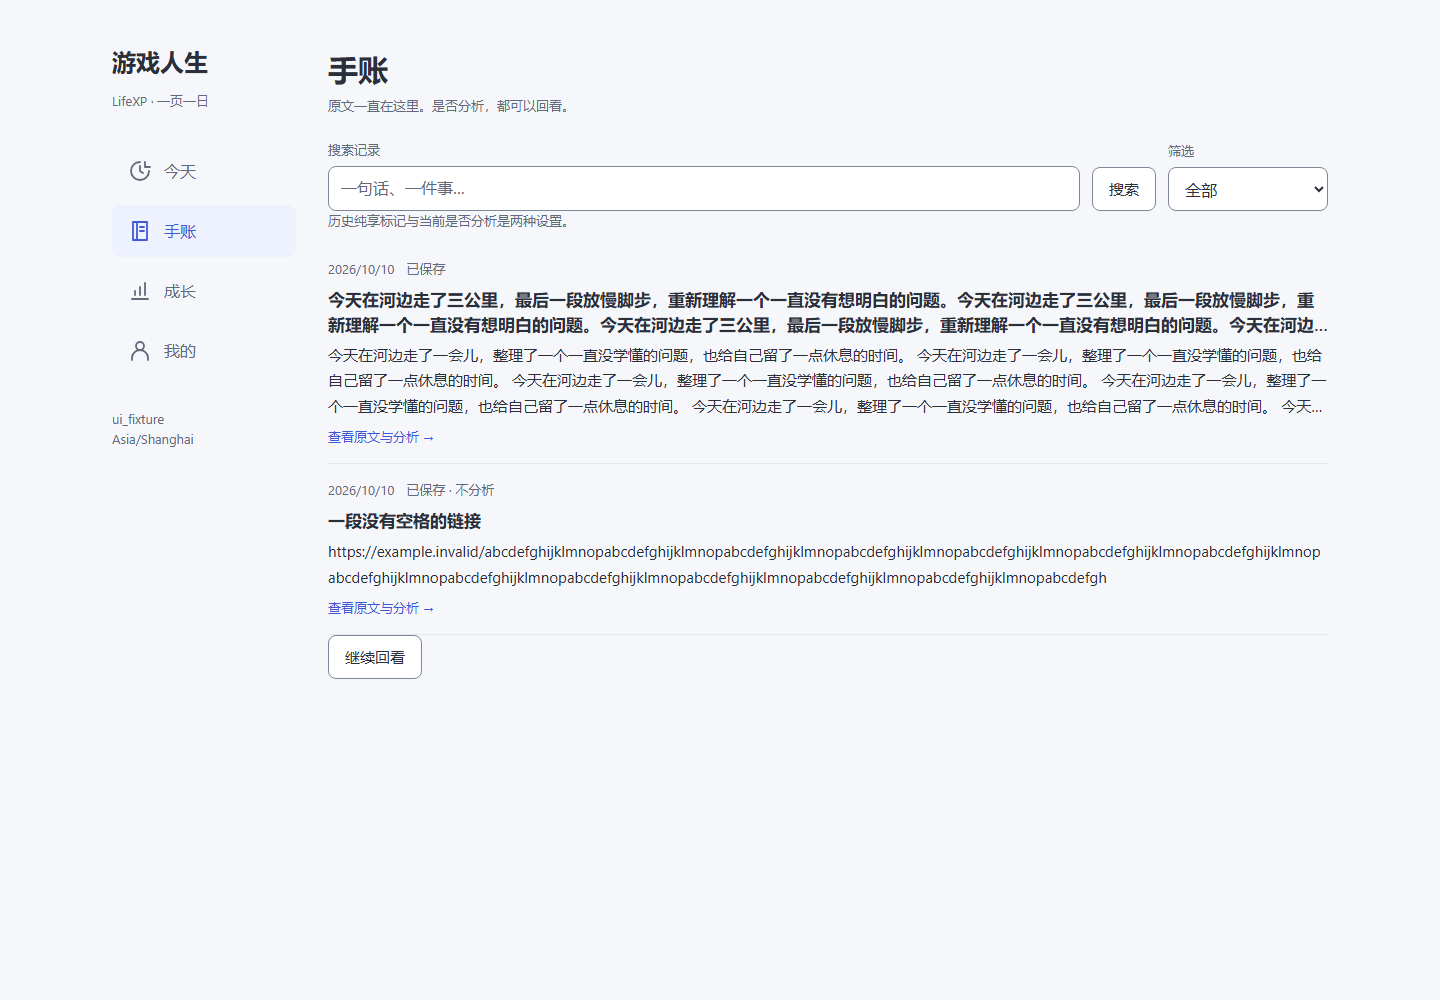 游戏人生
LifeXP · 一页一日
今天
手账
成长
我的
ui_fixture
Asia/Shanghai
手账
原文一直在这里。是否分析，都可以回看。
搜索记录
一句话、一件事...
搜索
筛选
全部
历史纯享标记与当前是否分析是两种设置。
2026/10/10 已保存
今天在河边走了三公里，最后一段放慢脚步，重新理解一个一直没有想明白的问题。今天在河边走了三公里，最后一段放慢脚步，重
新理解一个一直没有想明白的问题。今天在河边走了三公里，最后一段放慢脚步，重新理解一个一直没有想明白的问题。今天在河边...
今天在河边走了一会儿，整理了一个一直没学懂的问题，也给自己留了一点休息的时间。 今天在河边走了一会儿，整理了一个一直没学懂的问题，也给
自己留了一点休息的时间。 今天在河边走了一会儿，整理了一个一直没学懂的问题，也给自己留了一点休息的时间。 今天在河边走了一会儿，整理了一
个一直没学懂的问题，也给自己留了一点休息的时间。 今天在河边走了一会儿，整理了一个一直没学懂的问题，也给自己留了一点休息的时间。 今天...
查看原文与分析 →
2026/10/10 已保存 · 不分析
一段没有空格的链接
https://example.invalid/abcdefghijklmnopabcdefghijklmnopabcdefghijklmnopabcdefghijklmnopabcdefghijklmnopabcdefghijklmnopabcdefghijklmnop
abcdefghijklmnopabcdefghijklmnopabcdefghijklmnopabcdefghijklmnopabcdefghijklmnopabcdefghijklmnopabcdefgh
查看原文与分析 →
继续回看